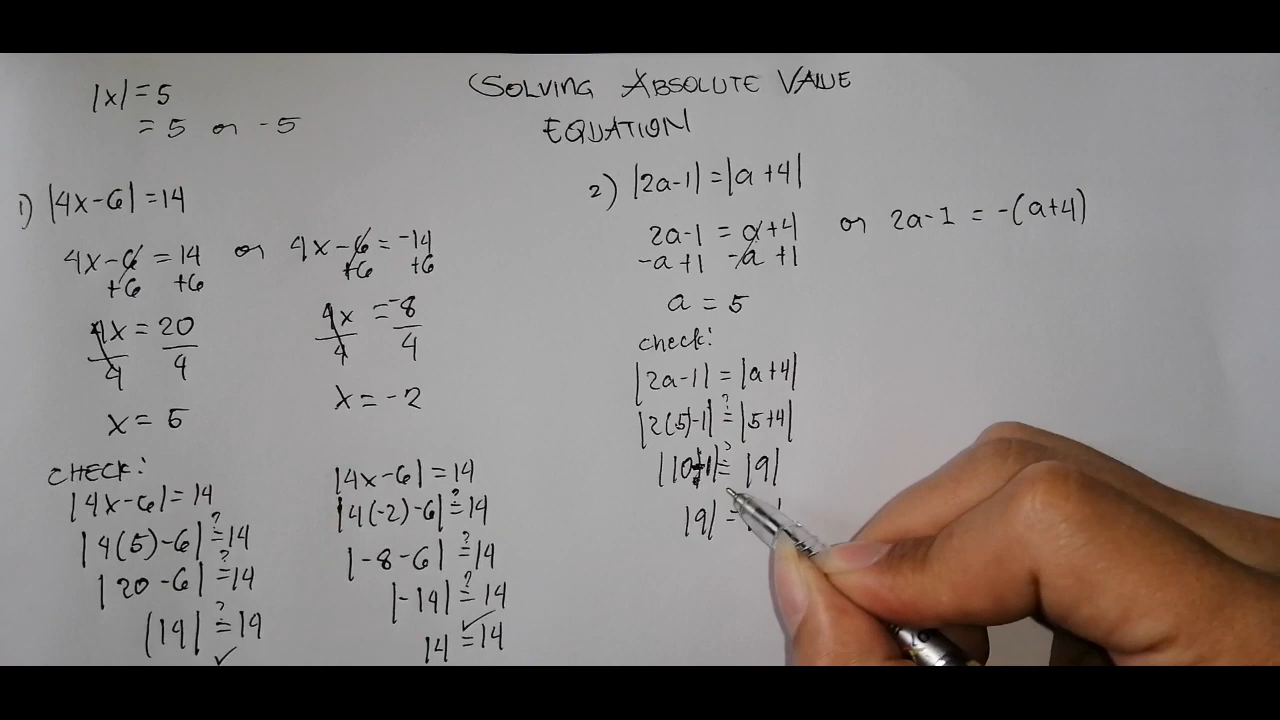 |x| = 5
= 5 or -5
SOLVING ABSOLUTE VALUE
EQUATION
1) |4x-6| = 14
4x-6 = 14 or 4x-6 = -14
+6 +6 +6 +6
4x = 20 4x = -8
4 4 4 4
x = 5 x = -2
CHECK:
|4x-6| = 14
|4(5)-6| ≟ 14
|20-6| ≟ 14
|14| ≟ 14
✓
|4x-6| = 14
|4(-2)-6| ≟ 14
|-8-6| ≟ 14
|-14| ≟ 14
14 = 14 ✓
2) |2a-1| = |a+4|
2a-1 = a+4 or 2a-1 = -(a+4)
-a+1 -a +1
a = 5
check:
|2a-1| = |a+4|
|2(5)-1| ≟ |5+4|
|10-1| ≟ |9|
|9| =